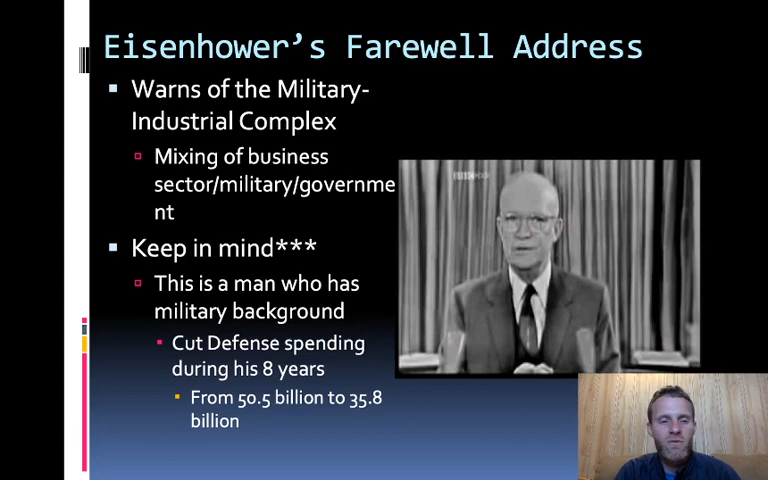 Eisenhower's Farewell Address
Warns of the Military-
Industrial Complex
Mixing of business
sector/military/governme
nt
Keep in mind***
This is a man who has
military background
Cut Defense spending
during his 8 years
From 50.5 billion to 35.8
billion